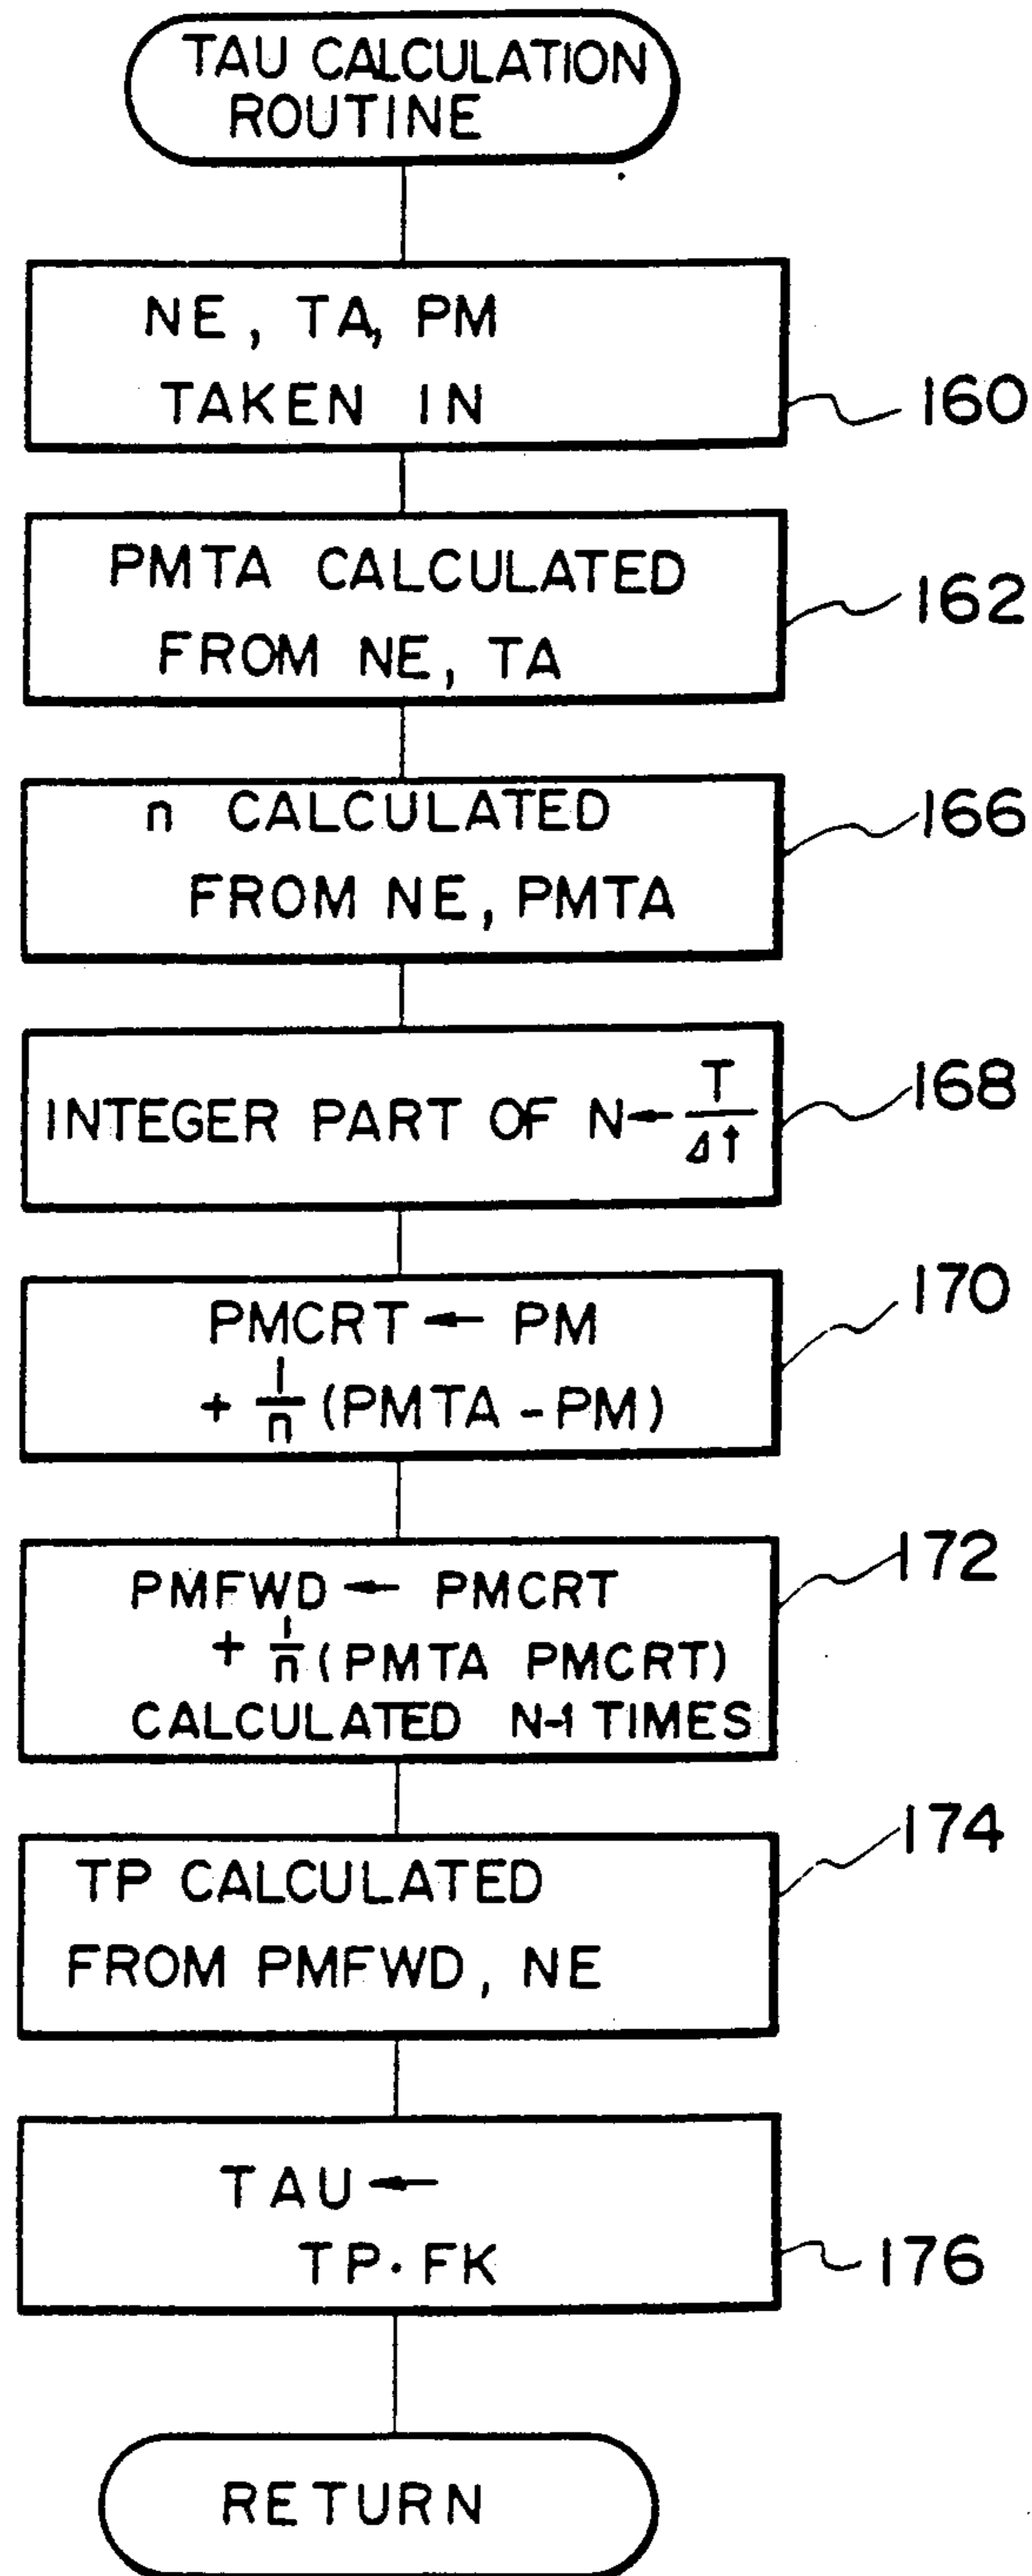 TAU CALCULATION
ROUTINE
NE, TA, PM
TAKEN IN
160
PMTA CALCULATED
FROM NE, TA
162
n CALCULATED
FROM NE, PMTA
166
INTEGER PART OF N← T/Δt
168
PMCRT ← PM
+ 1/n (PMTA - PM)
170
PMFWD ← PMCRT
+ 1/n (PMTA PMCRT)
CALCULATED N-1 TIMES
172
TP CALCULATED
FROM PMFWD, NE
174
TAU ←
TP·FK
176
RETURN